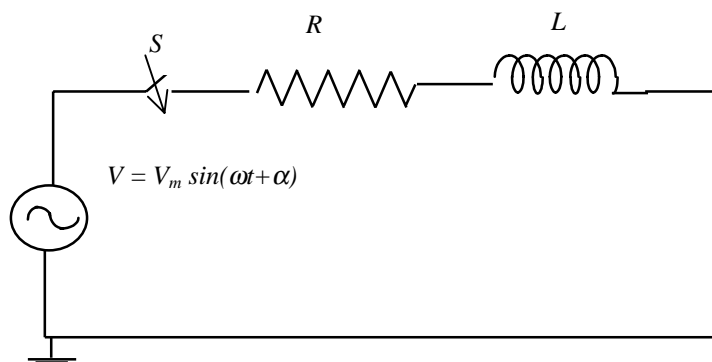 R
L
S
V = Vm sin(ωt+α)